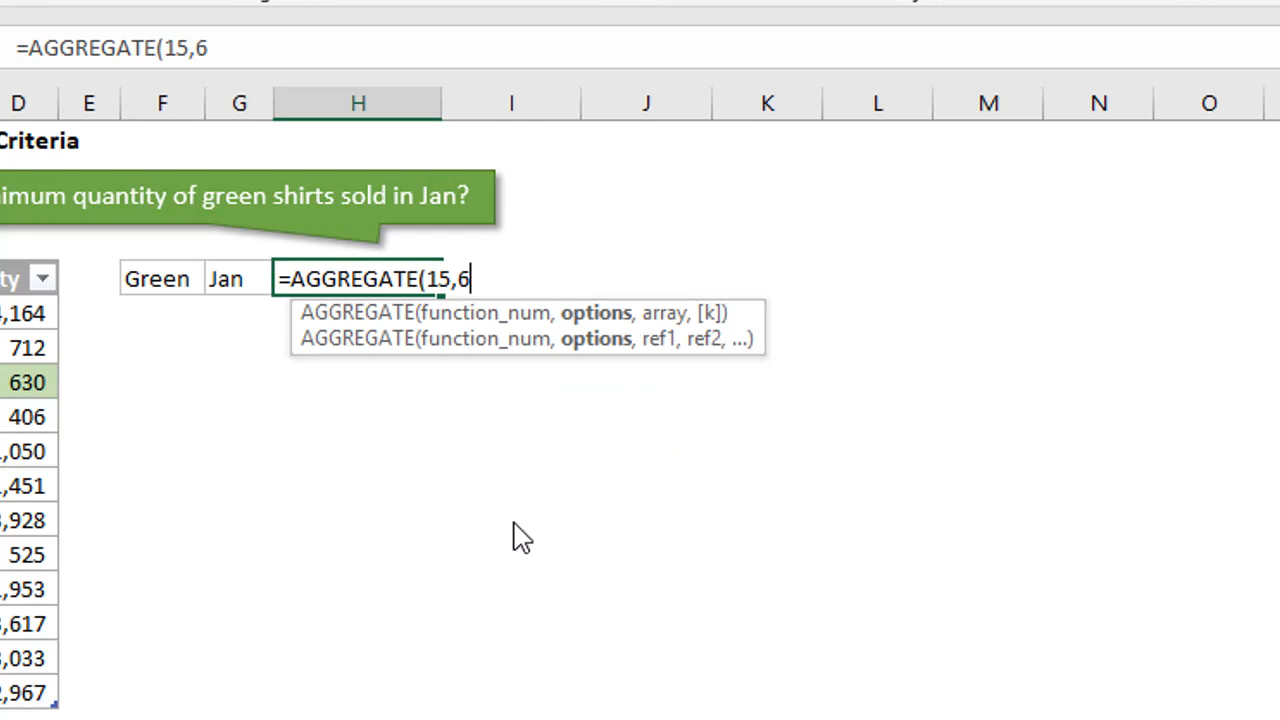 =AGGREGATE(15,6
D E F G H I J K L M N O
Criteria
imum quantity of green shirts sold in Jan?
ty Green Jan =AGGREGATE(15,6
AGGREGATE(function_num, options, array, [k])
AGGREGATE(function_num, options, ref1, ref2, ...)
,164
712
630
406
,050
,451
,928
525
,953
,617
,033
,967